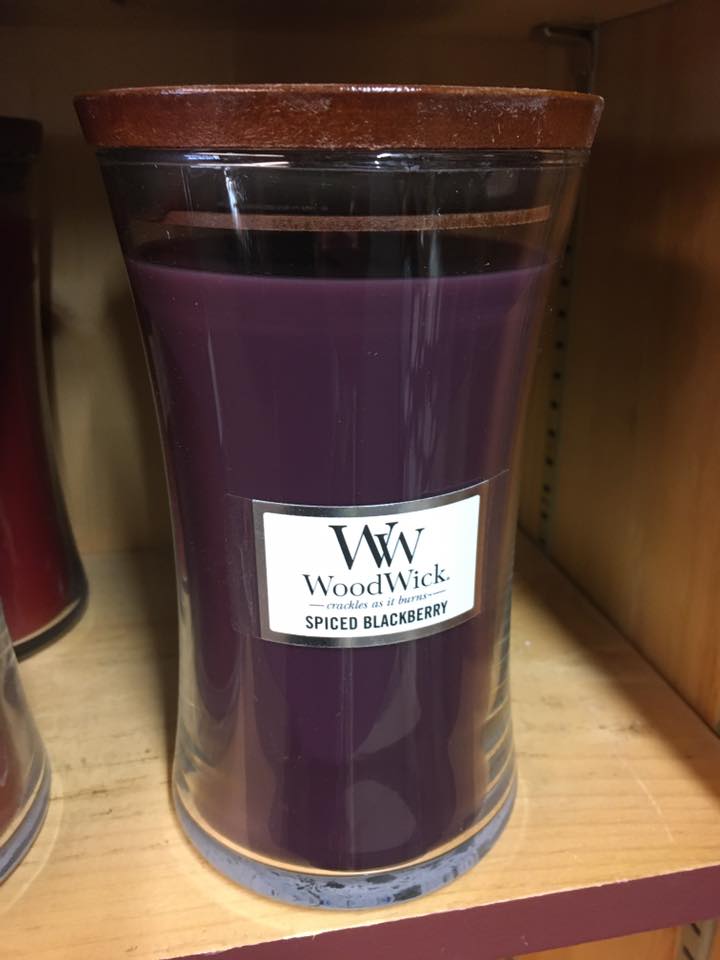 WW
WoodWick.
crackles as it burns
SPICED BLACKBERRY